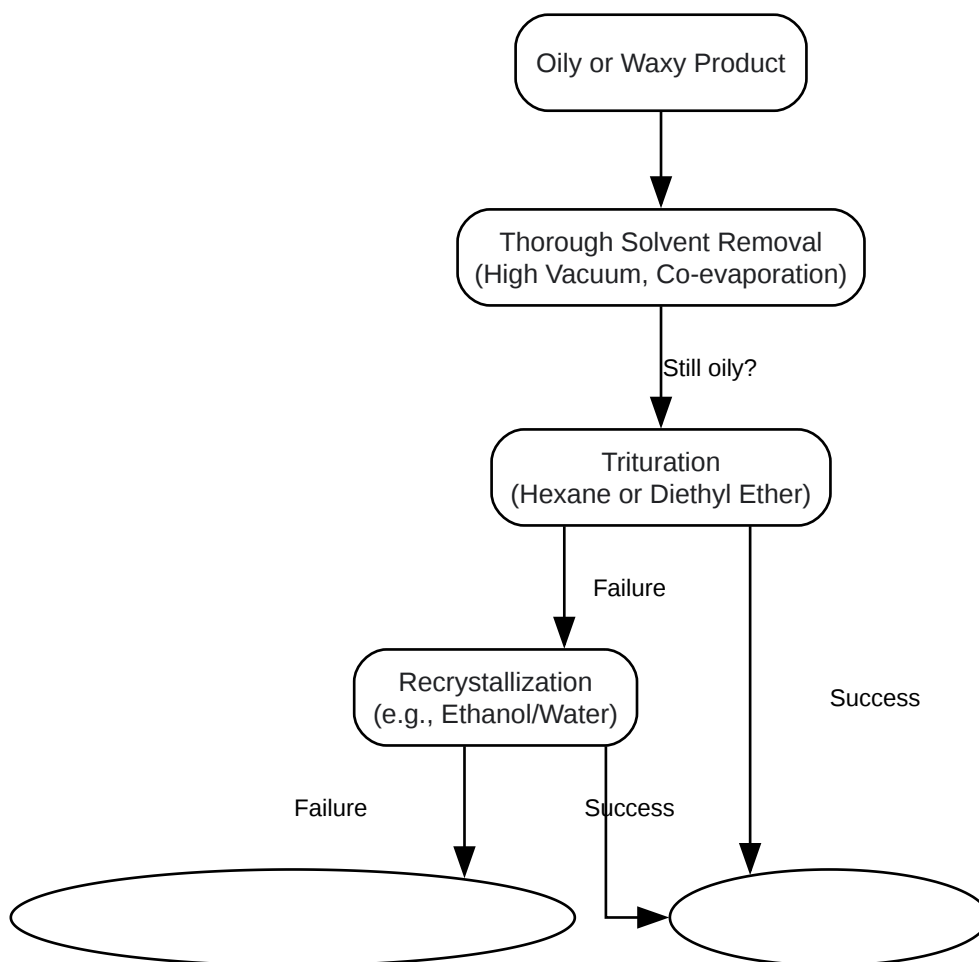 Oily or Waxy Product
Thorough Solvent Removal
(High Vacuum, Co-evaporation)
Still oily?
Trituration
(Hexane or Diethyl Ether)
Failure
Recrystallization
(e.g., Ethanol/Water)
Success
Failure
Success